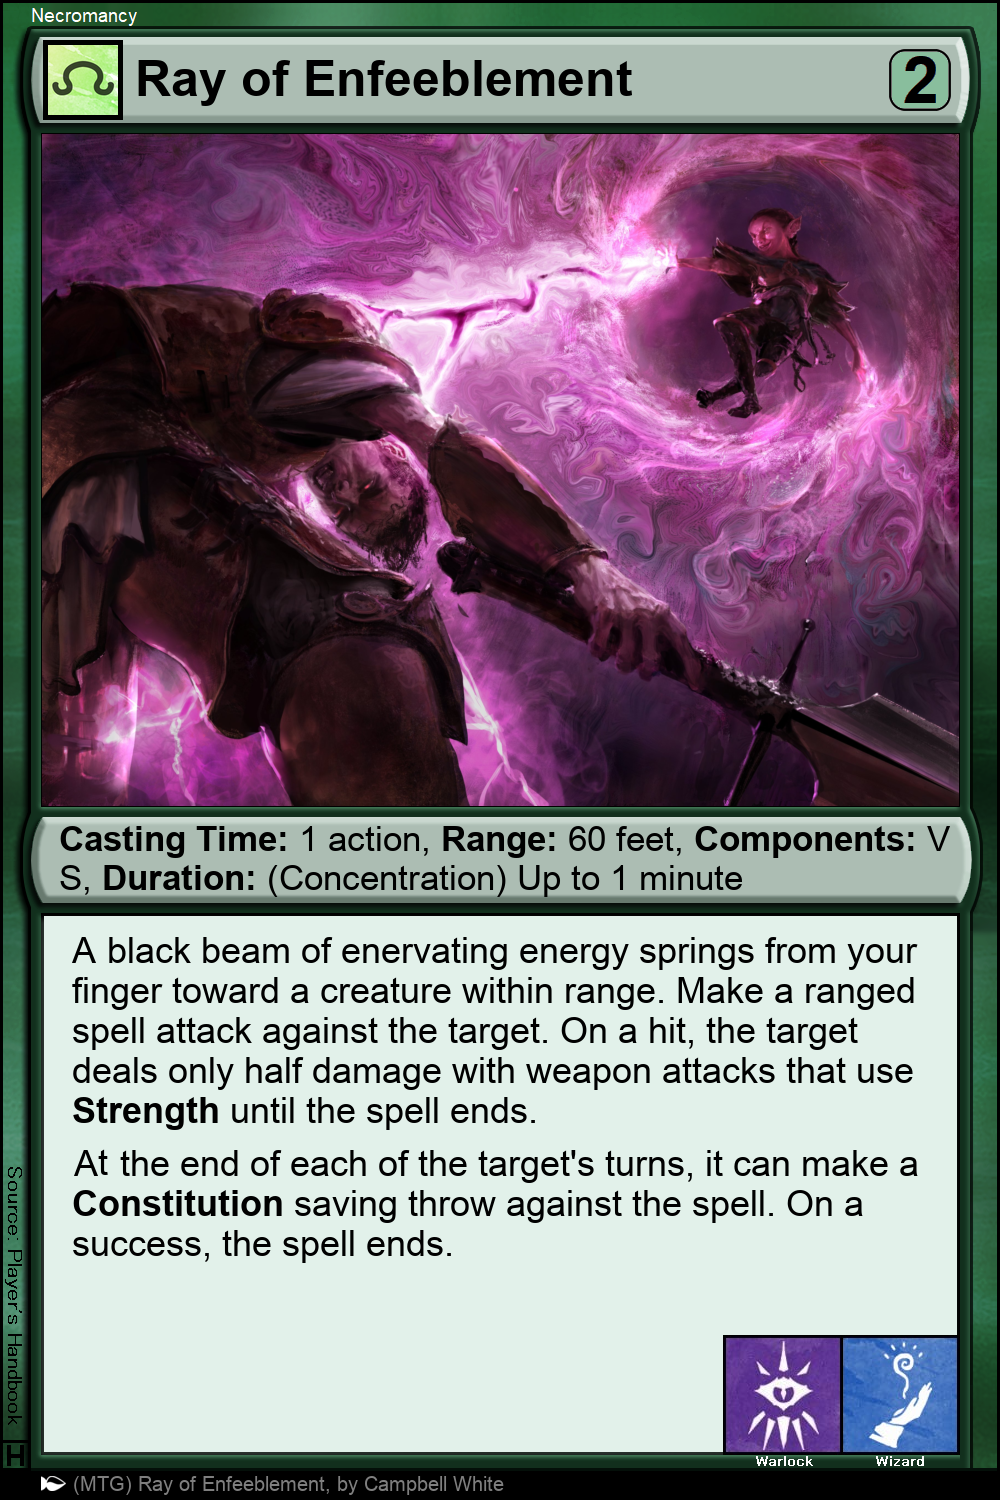 Necromancy
Ray of Enfeeblement
2
Casting Time: 1 action, Range: 60 feet, Components: V
S, Duration: (Concentration) Up to 1 minute
A black beam of enervating energy springs from your
finger toward a creature within range. Make a ranged
spell attack against the target. On a hit, the target
deals only half damage with weapon attacks that use
Strength until the spell ends.
At the end of each of the target's turns, it can make a
Constitution saving throw against the spell. On a
success, the spell ends.
Source: Player's Handbook
H
Warlock
Wizard
(MTG) Ray of Enfeeblement, by Campbell White